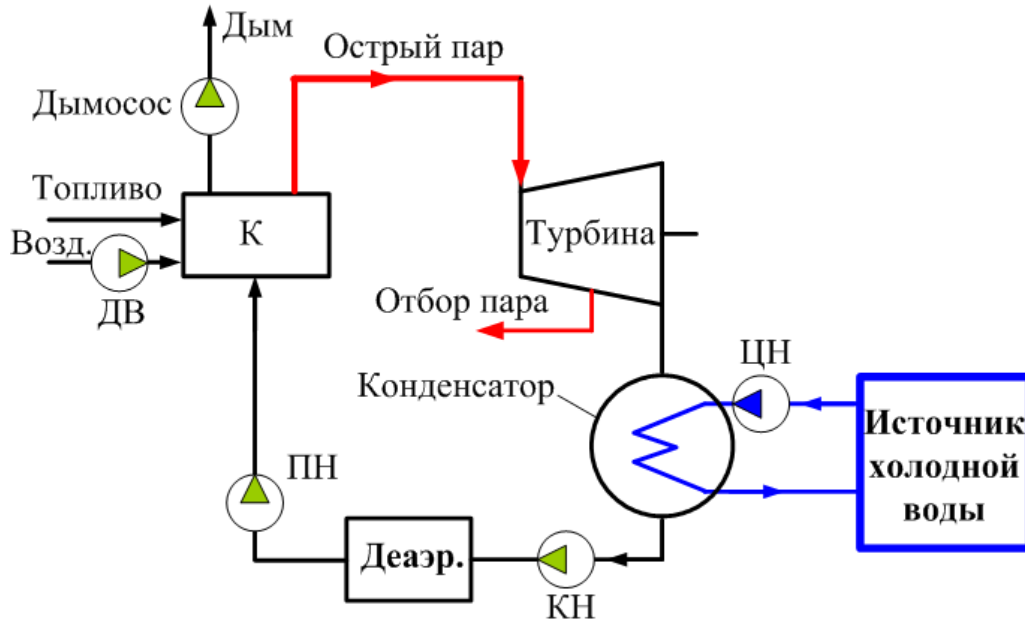 Дым
Острый пар
Дымосос
Топливо
К
Турбина
Возд.
ДВ
Отбор пара
ЦН
Конденсатор
Источник
холодной
воды
ПН
Деаэр.
КН